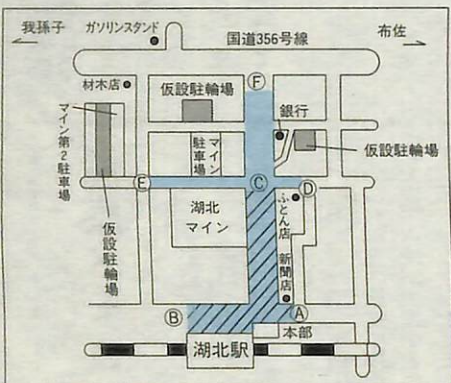 我孫子
ガソリンスタンド
国道356号線
布佐
材木店
仮設駐輪場
Ⓕ
銀行
マイン第2駐車場
マイン駐車場
仮設駐輪場
Ⓔ
Ⓒ
Ⓓ
仮設駐輪場
湖北
マイン
ふとん店
新聞店
Ⓑ
Ⓐ
本部
湖北駅